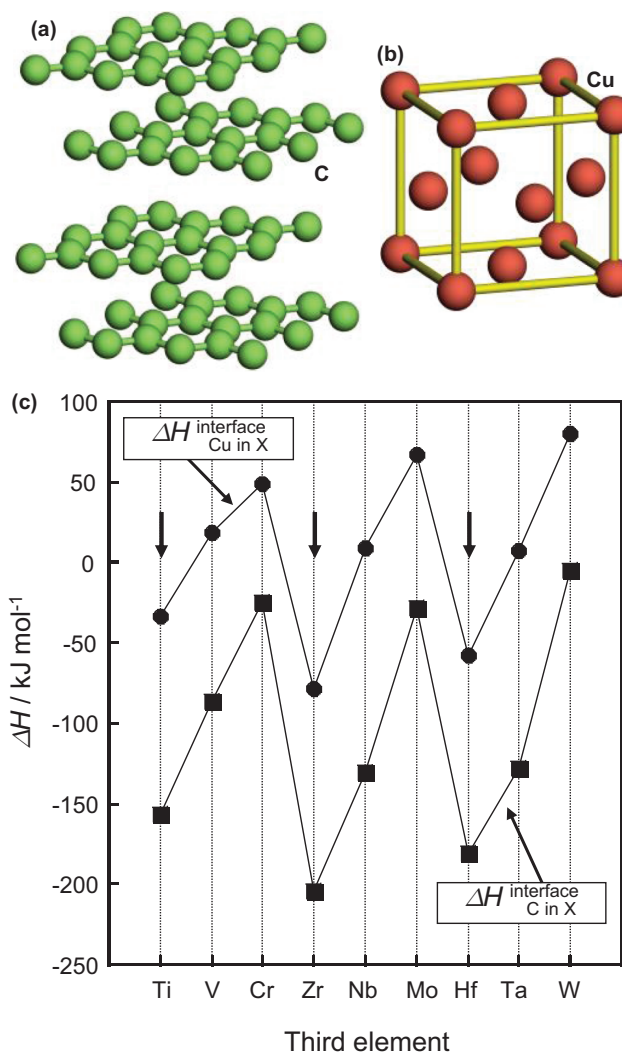 (a)
(b)
Cu
C
(c)
ΔH interface Cu in X
ΔH interface C in X
100
50
0
-50
-100
-150
-200
-250
ΔH / kJ mol-1
Ti V Cr Zr Nb Mo Hf Ta W
Third element